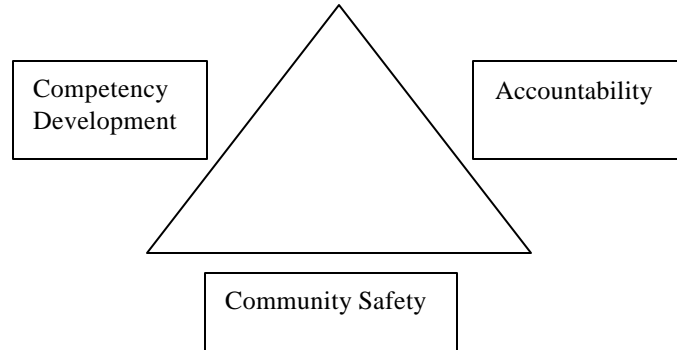 Competency
Development
Accountability
Community Safety